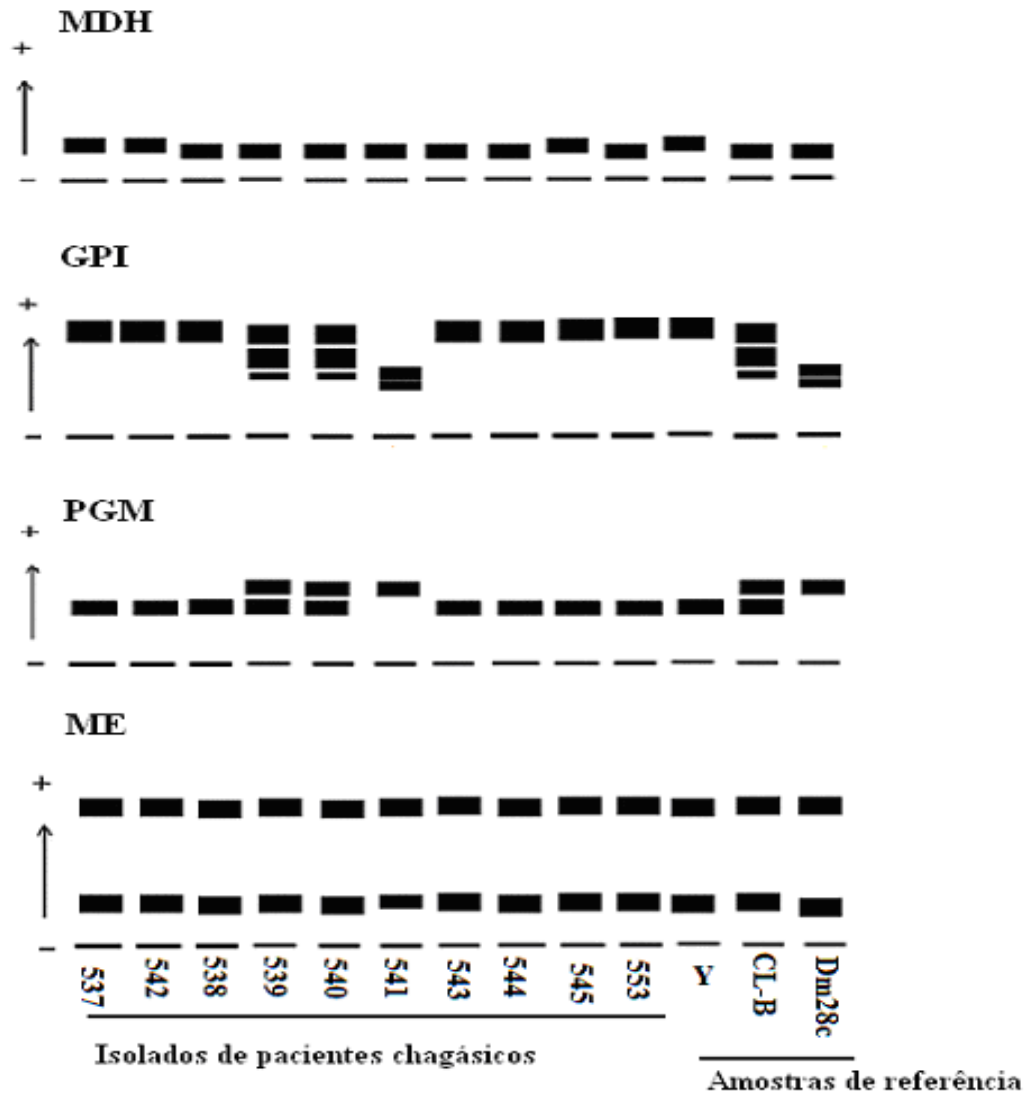 MDH
+
−
GPI
+
−
PGM
+
−
ME
+
−
537 542 538 539 540 541 543 544 545 553 Y CL-B Dm28c
Isolados de pacientes chagásicos
Amostras de referência